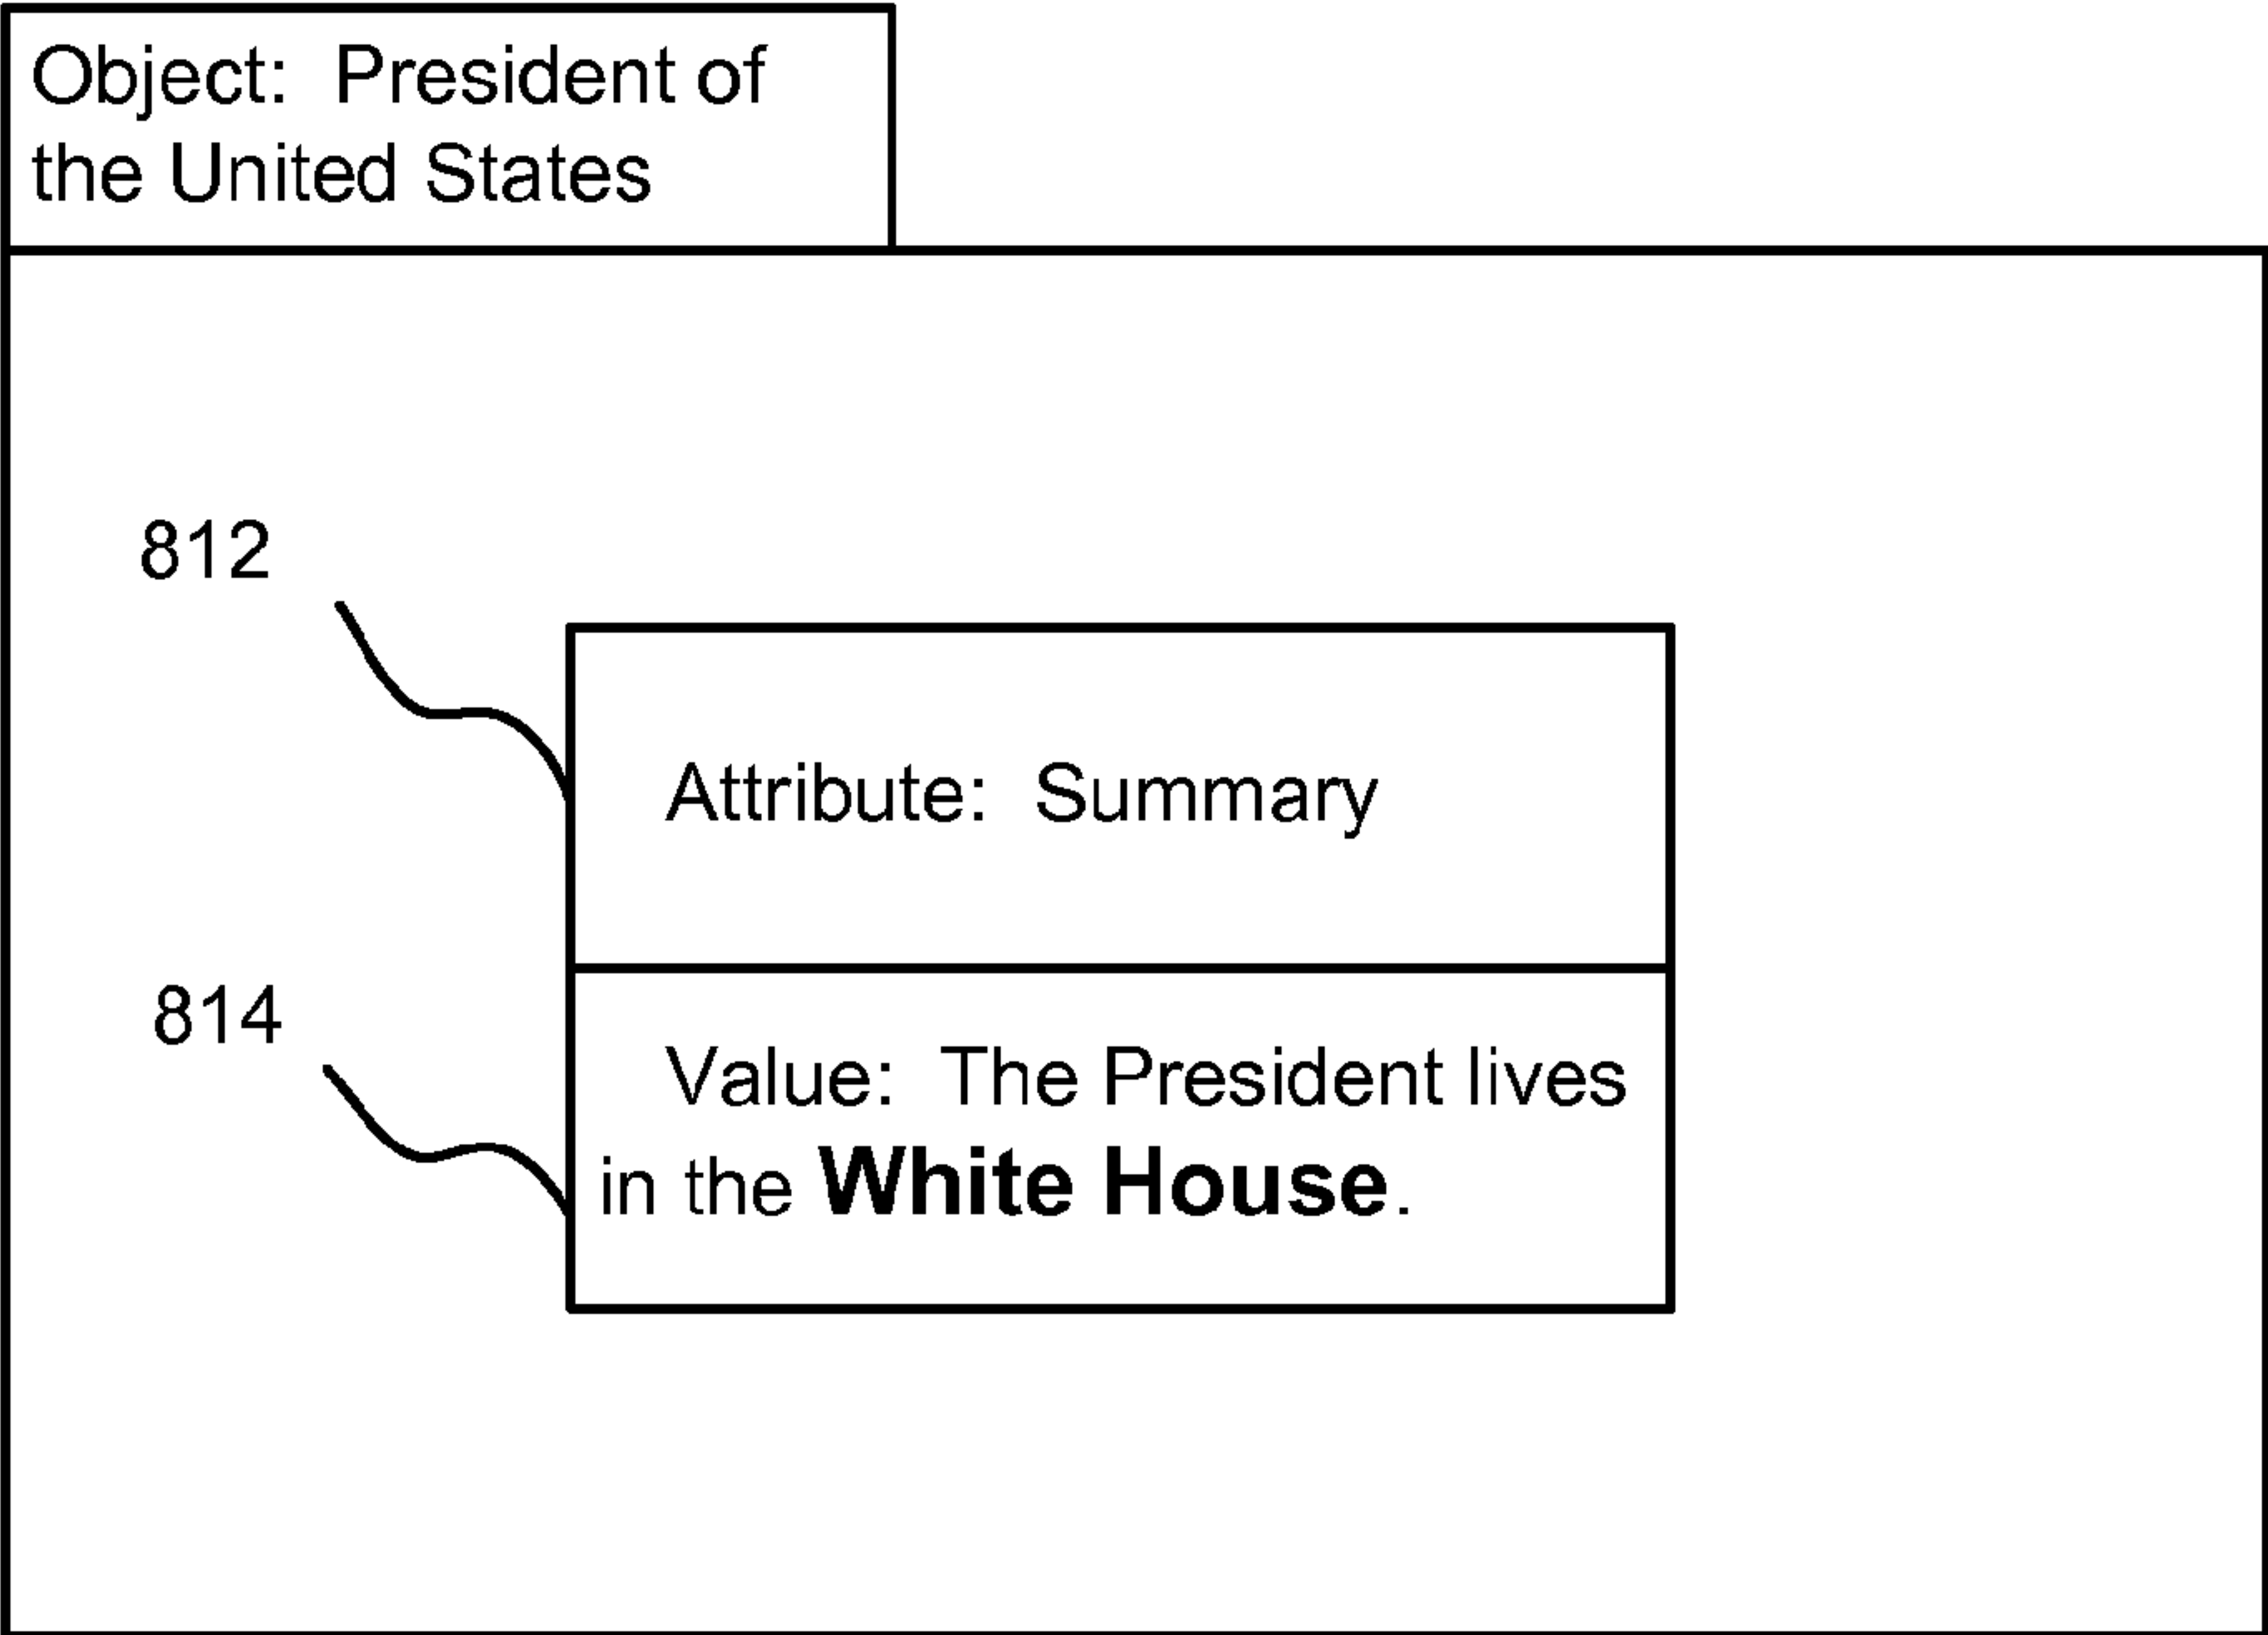 Object: President of
the United States
812
Attribute: Summary
814
Value: The President lives
in the White House.